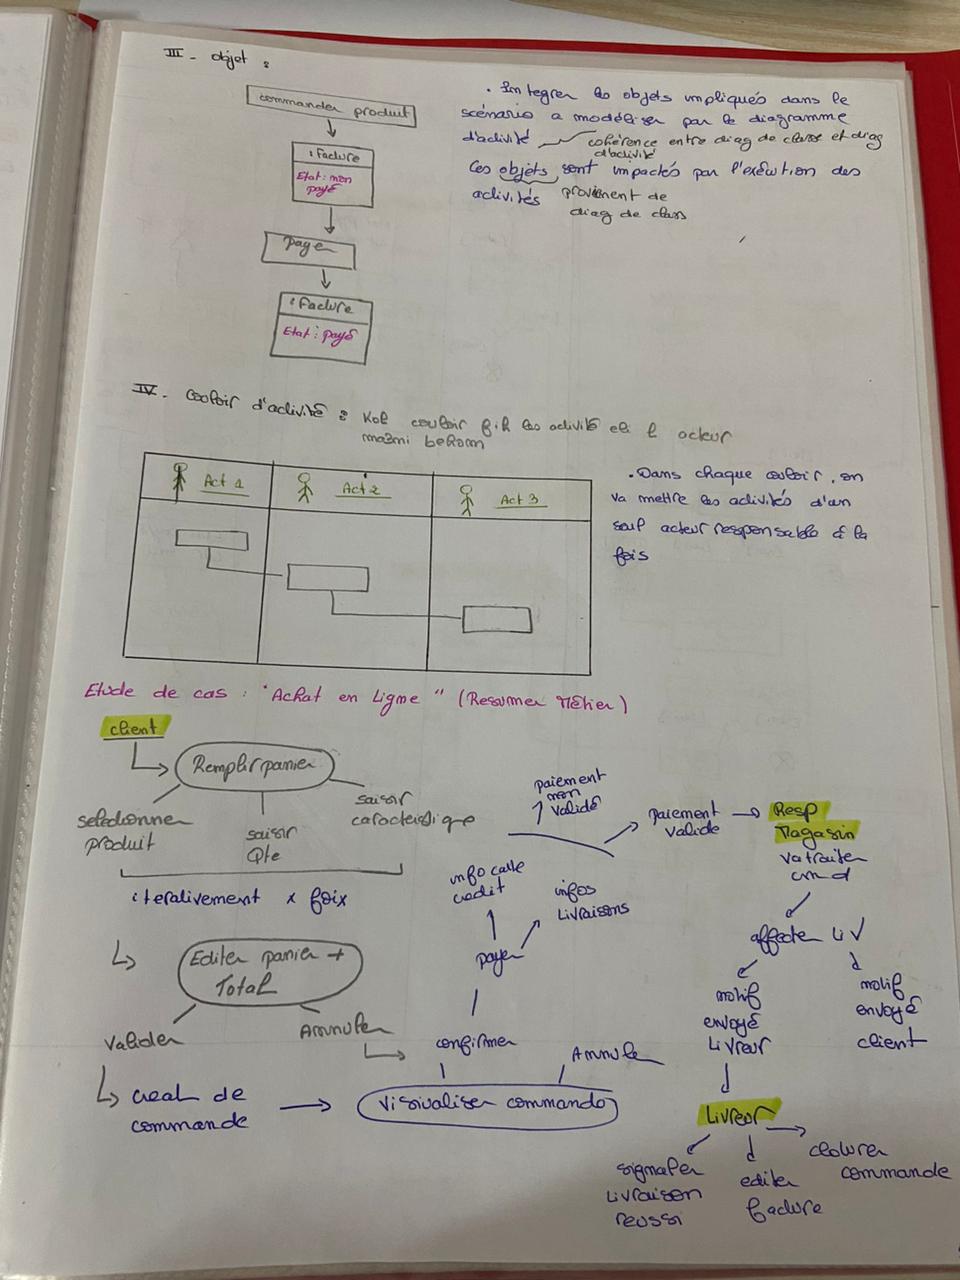 III - objet :
commander produit
: Facture
Etat : non
payé
payer
: Facture
Etat : payé
. Integrer les objets impliqués dans le
scénario a modéliser par le diagramme
d'activité
cohérence entre diag de classe et diag
d'activité
Ces objets sont impactés par l'exécution des
activités
proviennent de
diag de class
IV - Couloir d'activité : Kol couloir fih les activité eli l acteur
ma3ni behom
Act 1
Act 2
Act 3
. Dans chaque couloir, on
va mettre les activités d'un
seul acteur responsable à la
fois
Etude de cas : "Achat en Ligne" (Resumer Métier)
client
Remplir panier
selectionner
produit
saisir
Qte
saisir
caracteistique
iterativement x foix
Editer panier +
Total
valider
Annuler
creat de
commande
visiualiser commande
confirmer
Annule
payer
info carte
credit
infos
Livraisons
paiement
non
validé
paiement
valide
Resp
Magasin
va traiter
cmd
affecter LIV
motif
envoyé
Livreur
motif
envoyé
client
Livreur
signaler
Livraison
reussi
editer
facture
cloturer
commande